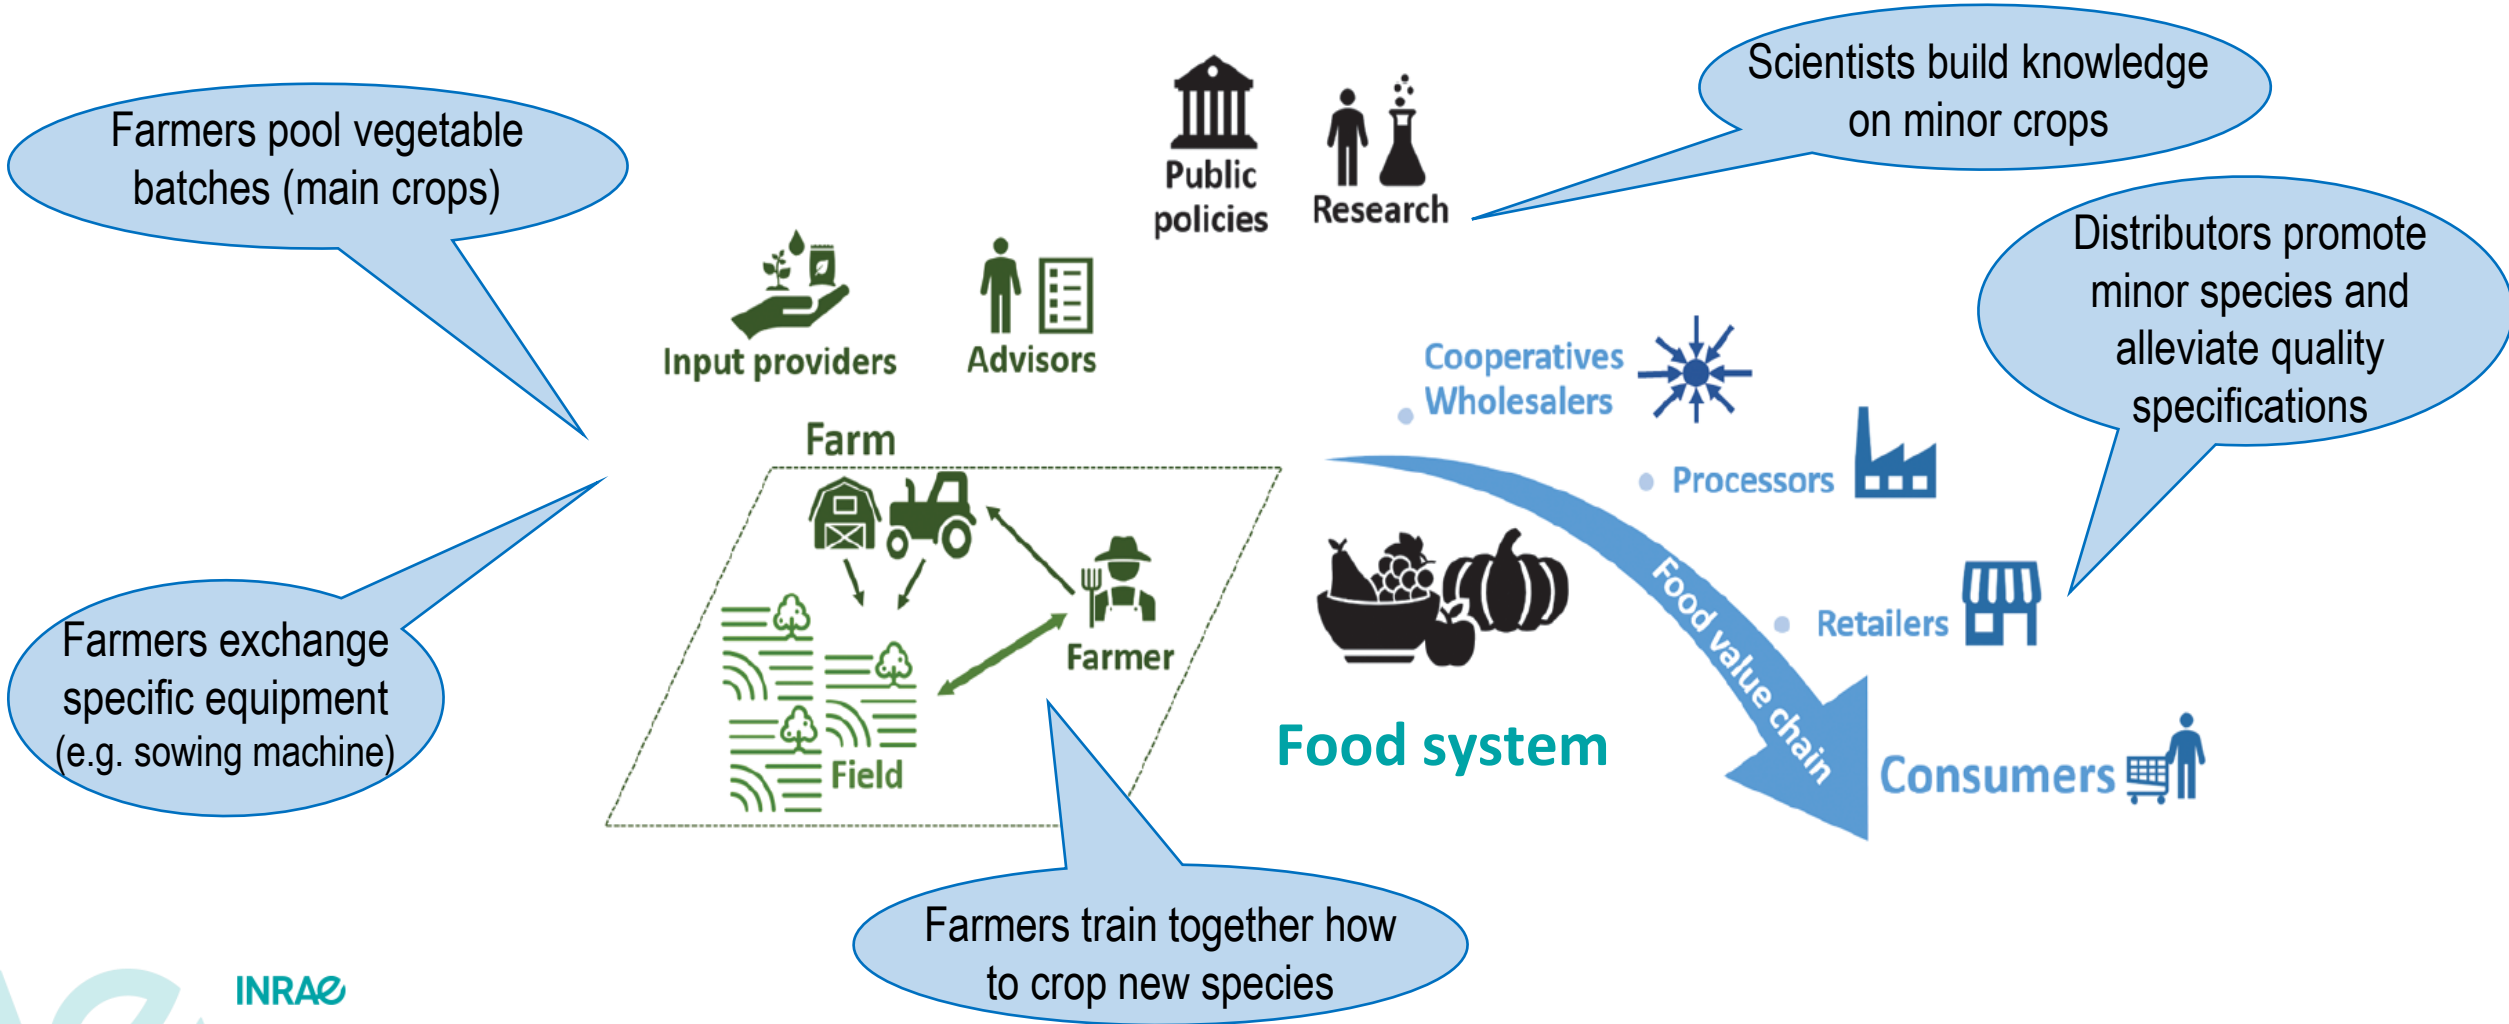 Farmers pool vegetable
batches (main crops)
Public
policies
Research
Scientists build knowledge
on minor crops
Distributors promote
minor species and
alleviate quality
specifications
Input providers
Advisors
Cooperatives
Wholesalers
Processors
Retailers
Consumers
Food value chain
Farm
Farmer
Field
Food system
Farmers exchange
specific equipment
(e.g. sowing machine)
Farmers train together how
to crop new species
INRAE